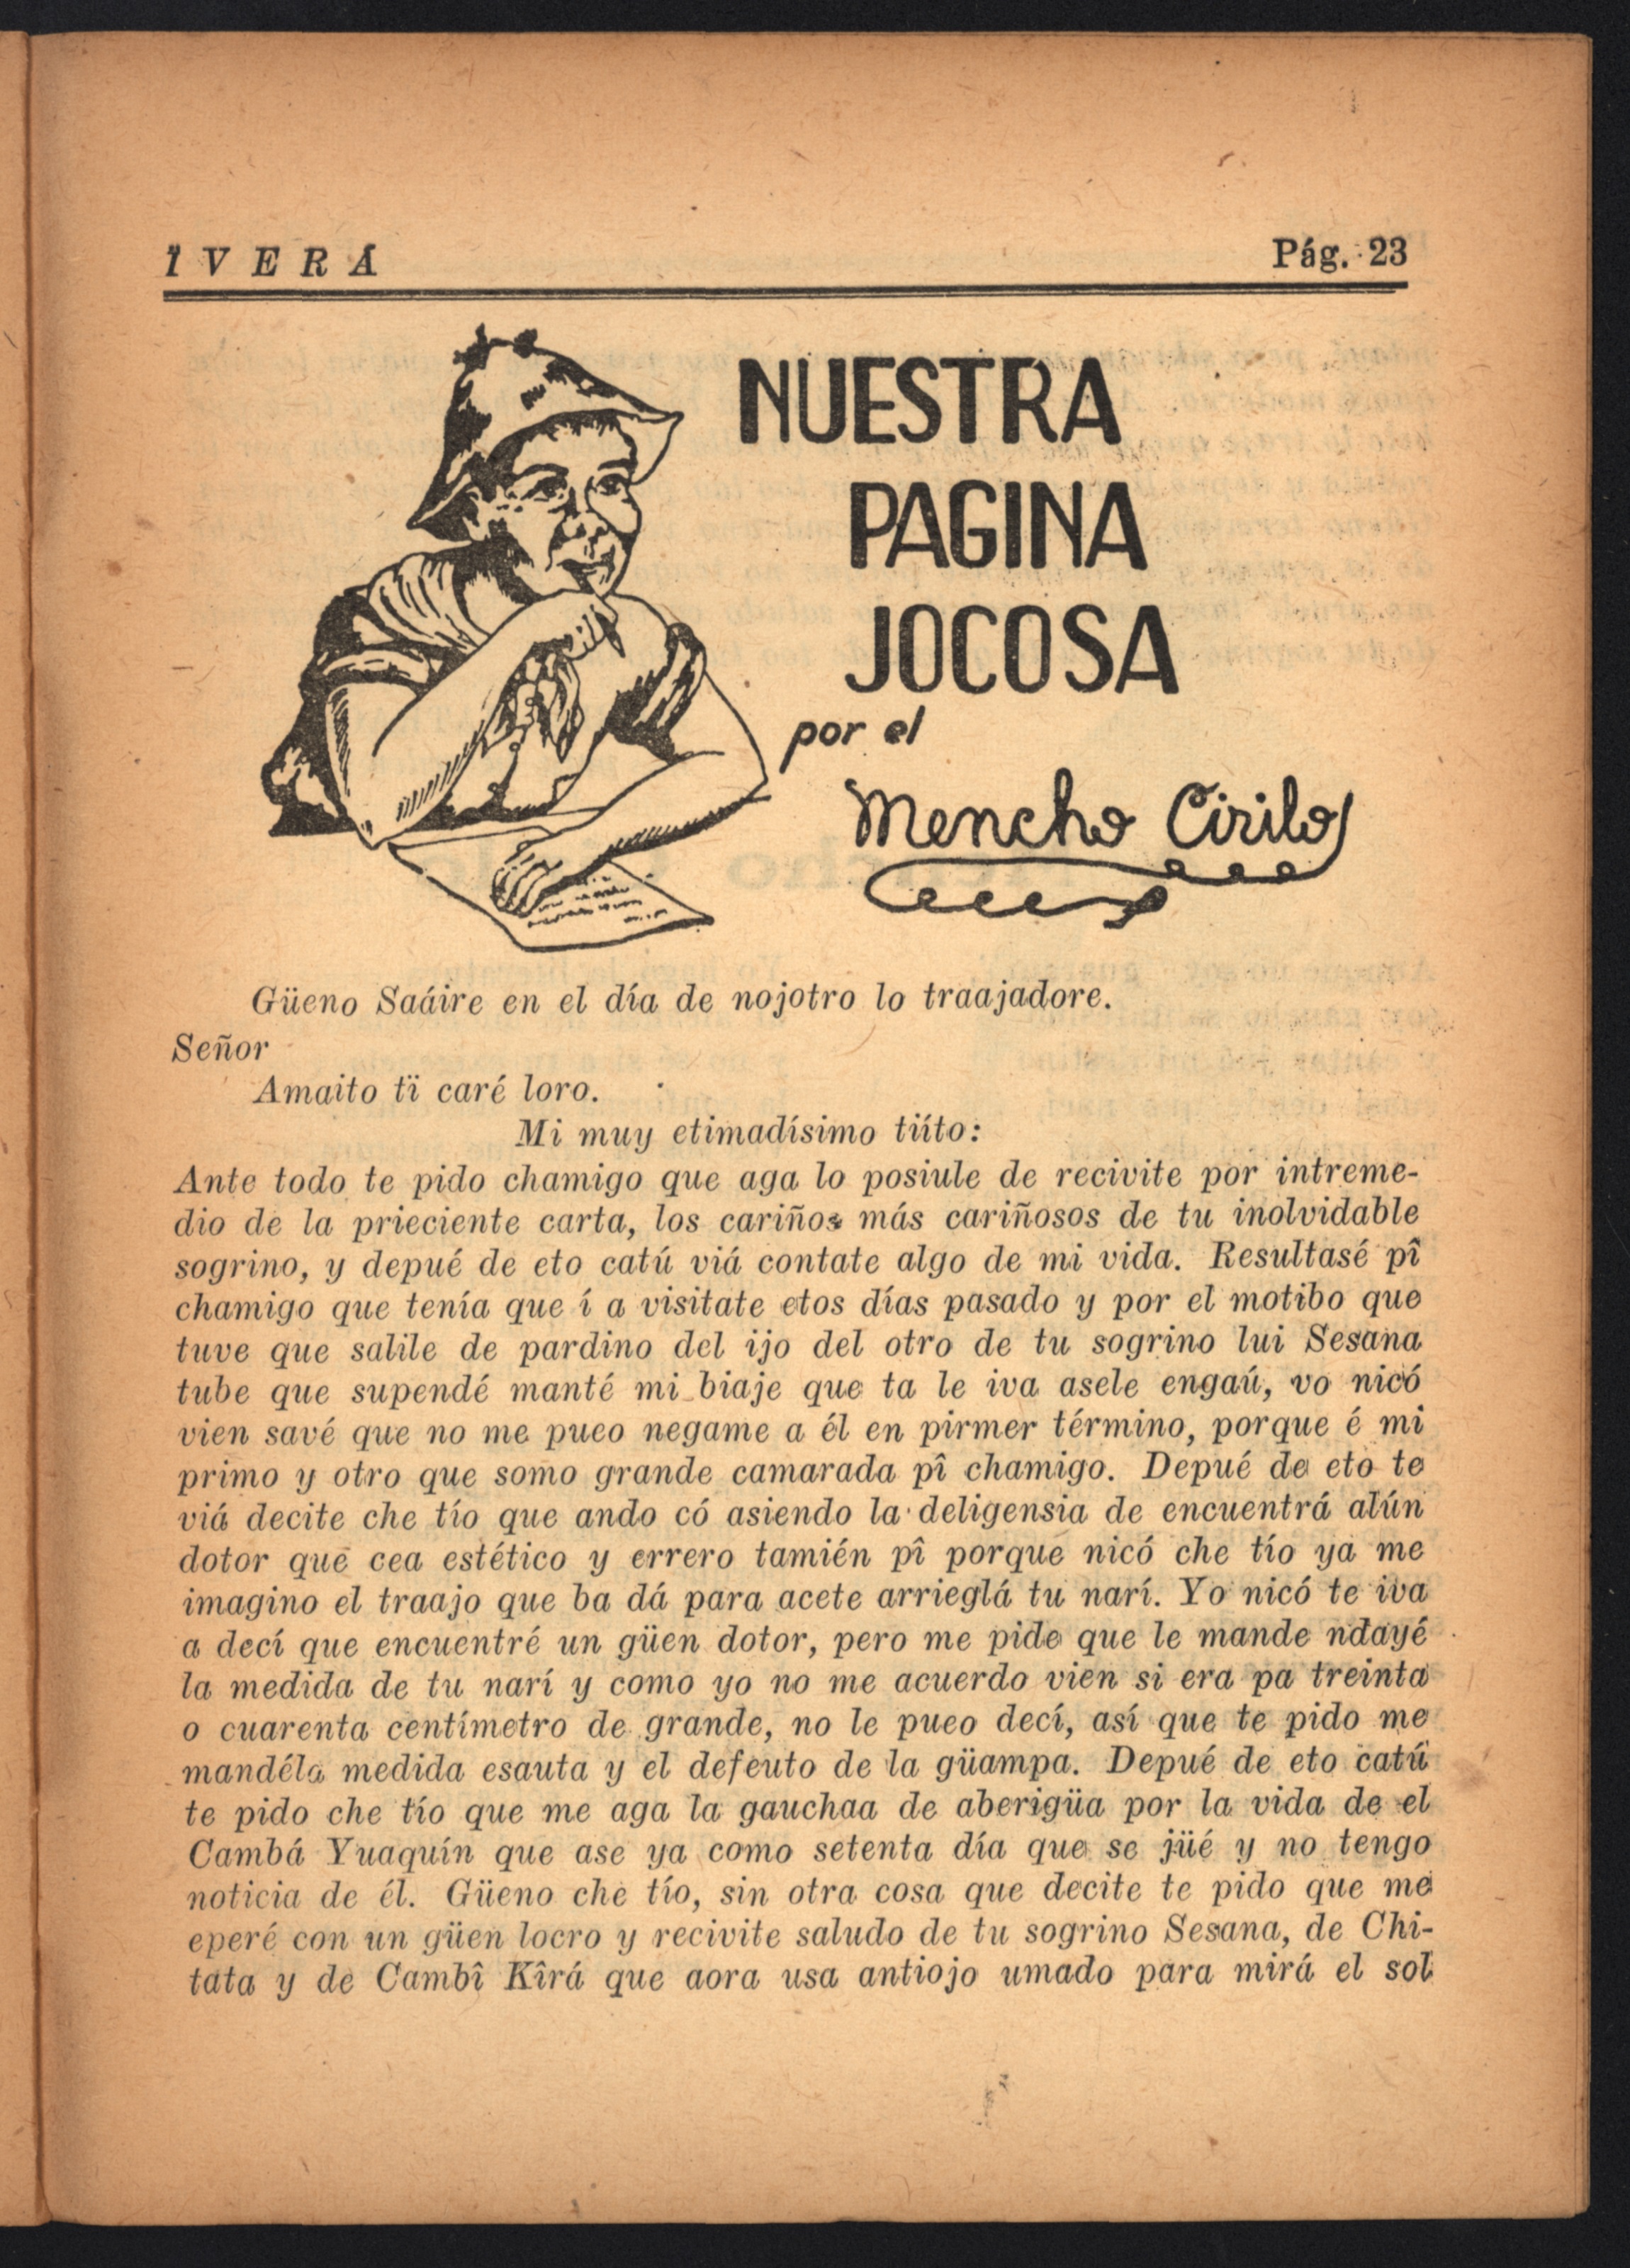 Ï V E R Á
Pág. 23
NUESTRA
PAGINA
JOCOSA
por el
Mencho Cirilo
Güeno Saáire en el día de nojotro lo traajadore.
Señor
Amaito tï caré loro.
Mi muy etimadísimo tiíto:
Ante todo te pido chamigo que aga lo posiule de recivite por intreme-
dio de la prieciente carta, los cariños más cariñosos de tu inolvidable
sogrino, y depué de eto catú viá contate algo de mi vida. Resultasé pî
chamigo que tenía que í a visitate etos días pasado y por el motibo que
tuve que salile de pardino del ijo del otro de tu sogrino lui Sesana
tube que supendé manté mi biaje que ta le iva asele engaú, vo nicó
vien savé que no me pueo negame a él en pirmer término, porque é mi
primo y otro que somo grande camarada pî chamigo. Depué de eto te
viá decite che tío que ando có asiendo la deligensia de encuentrá alún
dotor que cea estético y errero tamién pî porque nicó che tío ya me
imagino el traajo que ba dá para acete arrieglá tu narí. Yo nicó te iva
a decí que encuentré un güen dotor, pero me pide que le mande ndayé
la medida de tu narí y como yo no me acuerdo vien si era pa treinta
o cuarenta centímetro de grande, no le pueo decí, así que te pido me
mandéla medida esauta y el defeuto de la güampa. Depué de eto catú
te pido che tío que me aga la gauchaa de aberigüa por la vida de el
Cambá Yuaquín que ase ya como setenta día que se jüé y no tengo
noticia de él. Güeno che tío, sin otra cosa que decite te pido que me
eperé con un güen locro y recivite saludo de tu sogrino Sesana, de Chi-
tata y de Cambî Kîrá que aora usa antiojo umado para mirá el sol